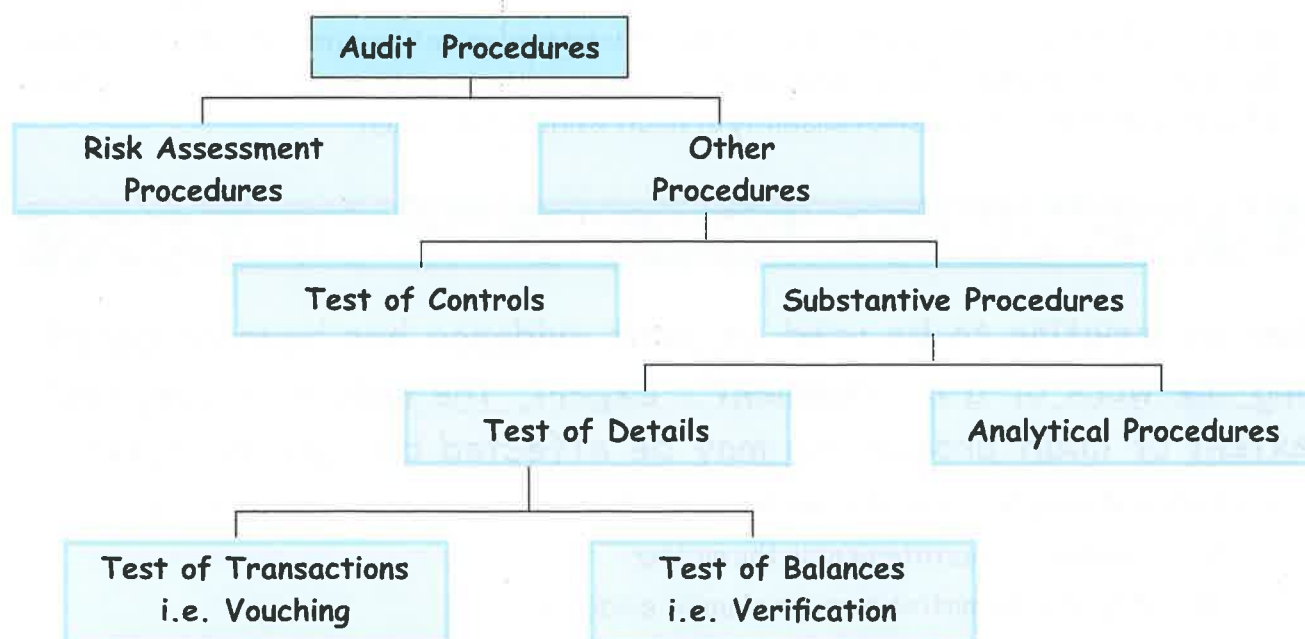 Audit Procedures
Risk Assessment
Procedures
Other
Procedures
Test of Controls
Substantive Procedures
Test of Details
Analytical Procedures
Test of Transactions
i.e. Vouching
Test of Balances
i.e. Verification